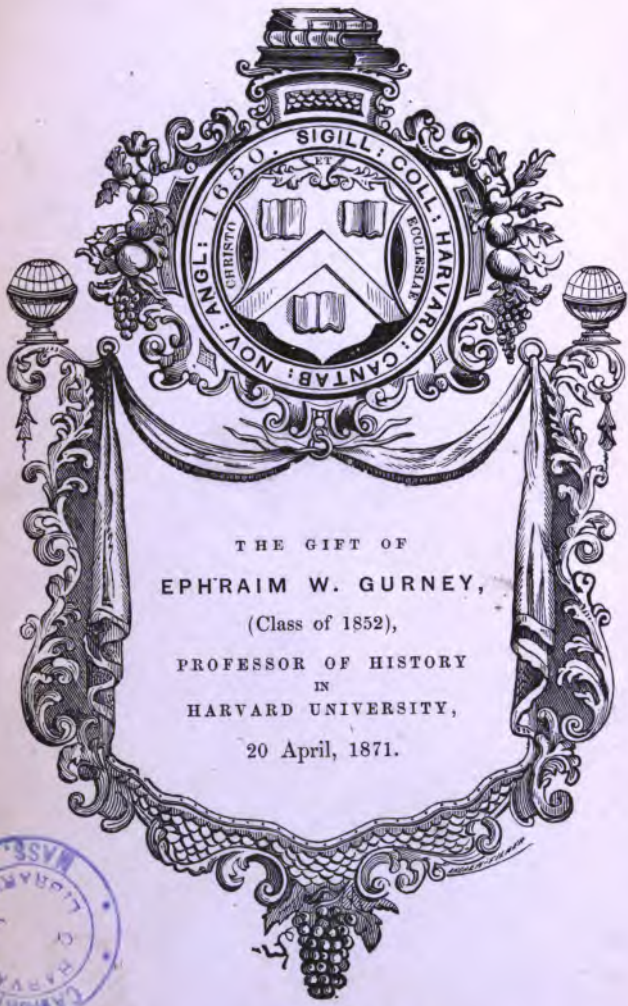 SIGILL: COLL: HARVARD: CANTAB: NOV: ANGL: 1650.
ET
CHRISTO
ECCLESIAE
THE GIFT OF
EPHRAIM W. GURNEY,
(Class of 1852),
PROFESSOR OF HISTORY
IN
HARVARD UNIVERSITY,
20 April, 1871.
MASS.